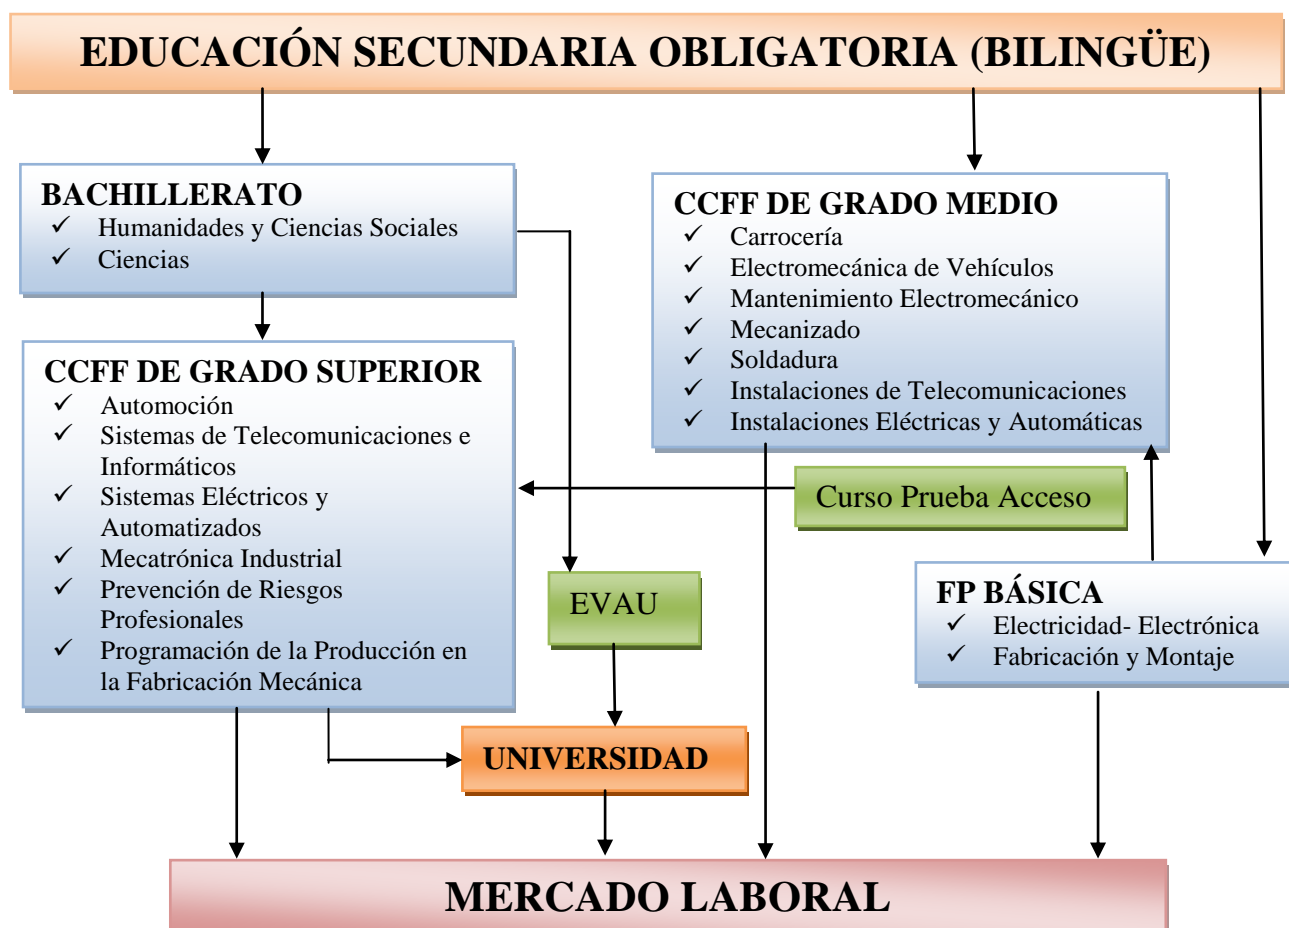 EDUCACIÓN SECUNDARIA OBLIGATORIA (BILINGÜE)
BACHILLERATO
✓ Humanidades y Ciencias Sociales
✓ Ciencias
CCFF DE GRADO MEDIO
✓ Carrocería
✓ Electromecánica de Vehículos
✓ Mantenimiento Electromecánico
✓ Mecanizado
✓ Soldadura
✓ Instalaciones de Telecomunicaciones
✓ Instalaciones Eléctricas y Automáticas
CCFF DE GRADO SUPERIOR
✓ Automoción
✓ Sistemas de Telecomunicaciones e
Informáticos
✓ Sistemas Eléctricos y
Automatizados
✓ Mecatrónica Industrial
✓ Prevención de Riesgos
Profesionales
✓ Programación de la Producción en
la Fabricación Mecánica
Curso Prueba Acceso
EVAU
FP BÁSICA
✓ Electricidad- Electrónica
✓ Fabricación y Montaje
UNIVERSIDAD
MERCADO LABORAL